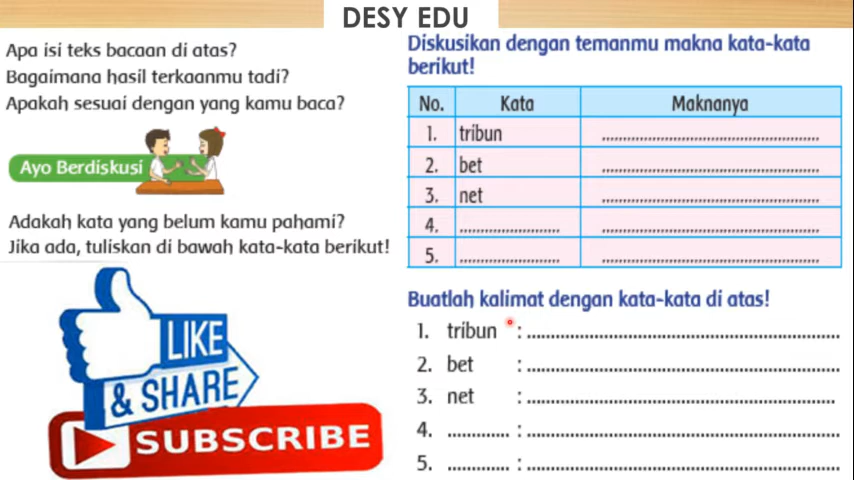 DESY EDU
Apa isi teks bacaan di atas?
Bagaimana hasil terkaanmu tadi?
Apakah sesuai dengan yang kamu baca?
Ayo Berdiskusi
Adakah kata yang belum kamu pahami?
Jika ada, tuliskan di bawah kata-kata berikut!
LIKE
& SHARE
SUBSCRIBE
Diskusikan dengan temanmu makna kata-kata
berikut!
No. Kata Maknanya
1. tribun ....................................................
2. bet ....................................................
3. net ....................................................
4. ........................ ....................................................
5. ........................ ....................................................
Buatlah kalimat dengan kata-kata di atas!
1. tribun : ....................................................
2. bet : ....................................................
3. net : ....................................................
4. ............. : ....................................................
5. ............. : ....................................................